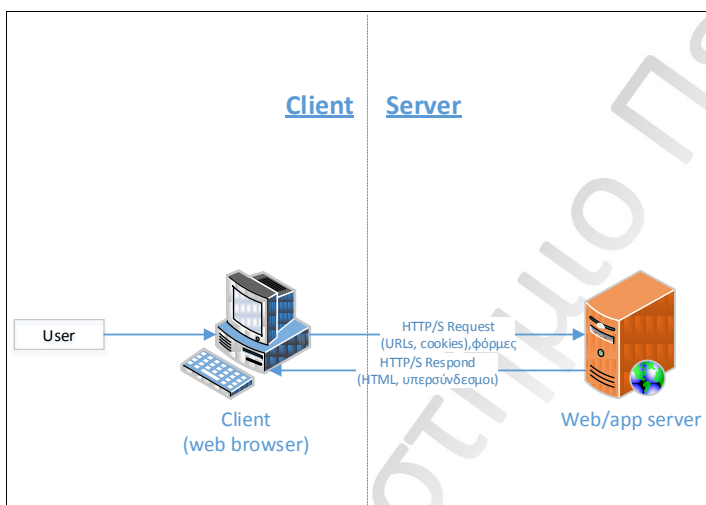 Client
Server
User
HTTP/S Request
(URLs, cookies),φόρμες
HTTP/S Respond
(HTML, υπερσύνδεσμοι)
Client
(web browser)
Web/app server